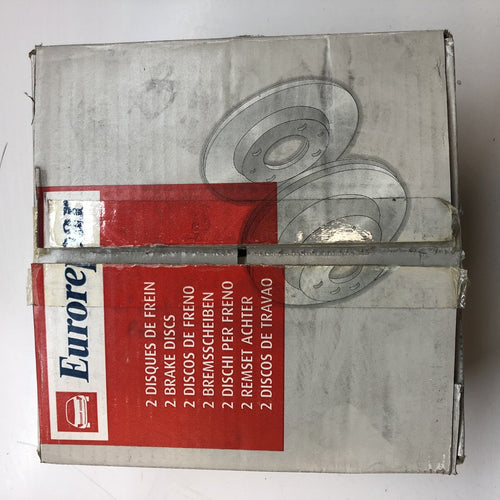 Eurorepar
2 DISQUES DE FREIN
2 BRAKE DISCS
2 DISCOS DE FRENO
2 BREMSSCHEIBEN
2 DISCHI PER FRENO
2 REMSET ACHTER
2 DISCOS DE TRAVAO